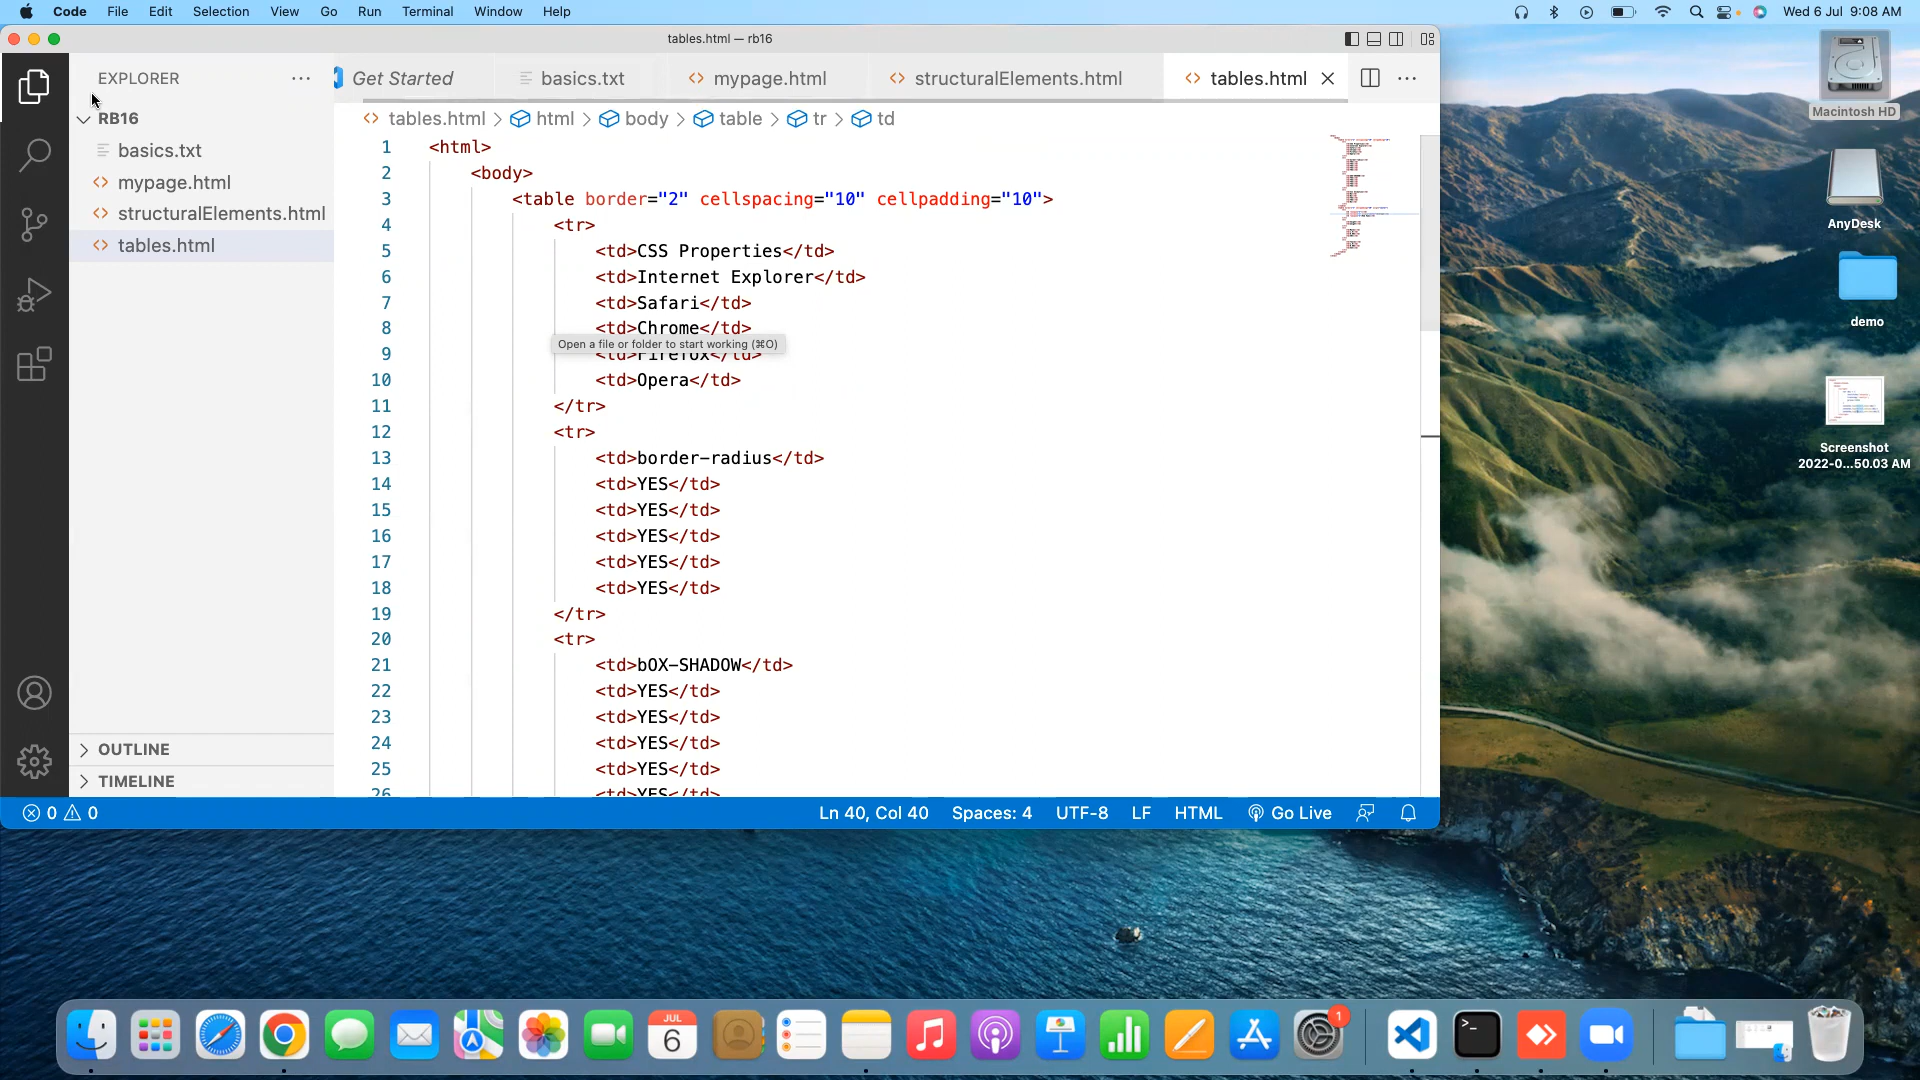 Code File Edit Selection View Go Run Terminal Window Help Wed 6 Jul 9:08 AM
tables.html — rb16
EXPLORER
Get Started basics.txt mypage.html structuralElements.html tables.html
RB16
basics.txt
mypage.html
structuralElements.html
tables.html
OUTLINE
TIMELINE
tables.html > html > body > table > tr > td
1 <html>
2 <body>
3 <table border="2" cellspacing="10" cellpadding="10">
4 <tr>
5 <td>CSS Properties</td>
6 <td>Internet Explorer</td>
7 <td>Safari</td>
8 <td>Chrome</td>
Open a file or folder to start working (⌘O)
9 <td>Firefox</td>
10 <td>Opera</td>
11 </tr>
12 <tr>
13 <td>border-radius</td>
14 <td>YES</td>
15 <td>YES</td>
16 <td>YES</td>
17 <td>YES</td>
18 <td>YES</td>
19 </tr>
20 <tr>
21 <td>bOX-SHADOW</td>
22 <td>YES</td>
23 <td>YES</td>
24 <td>YES</td>
25 <td>YES</td>
26 <td>YES</td>
0 0 Ln 40, Col 40 Spaces: 4 UTF-8 LF HTML Go Live
Macintosh HD
AnyDesk
demo
Screenshot
2022-0...50.03 AM
JUL
6
1
>_